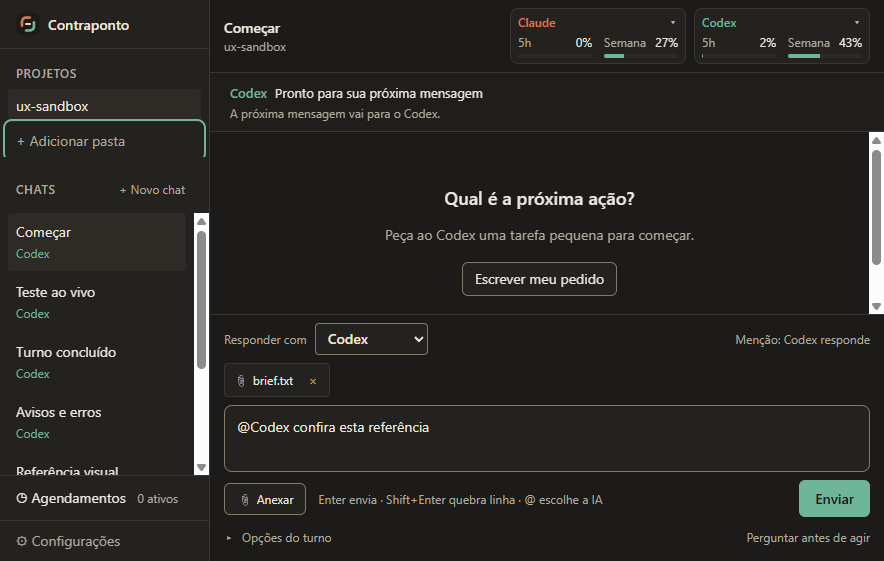 Contraponto
PROJETOS
ux-sandbox
+ Adicionar pasta
CHATS
+ Novo chat
Começar
Codex
Teste ao vivo
Codex
Turno concluído
Codex
Avisos e erros
Codex
Referência visual
Agendamentos 0 ativos
Configurações
Começar
ux-sandbox
Claude
5h 0% Semana 27%
Codex
5h 2% Semana 43%
Codex Pronto para sua próxima mensagem
A próxima mensagem vai para o Codex.
Qual é a próxima ação?
Peça ao Codex uma tarefa pequena para começar.
Escrever meu pedido
Responder com Codex
Menção: Codex responde
brief.txt ×
@Codex confira esta referência
Anexar
Enter envia · Shift+Enter quebra linha · @ escolhe a IA
Enviar
Opções do turno
Perguntar antes de agir